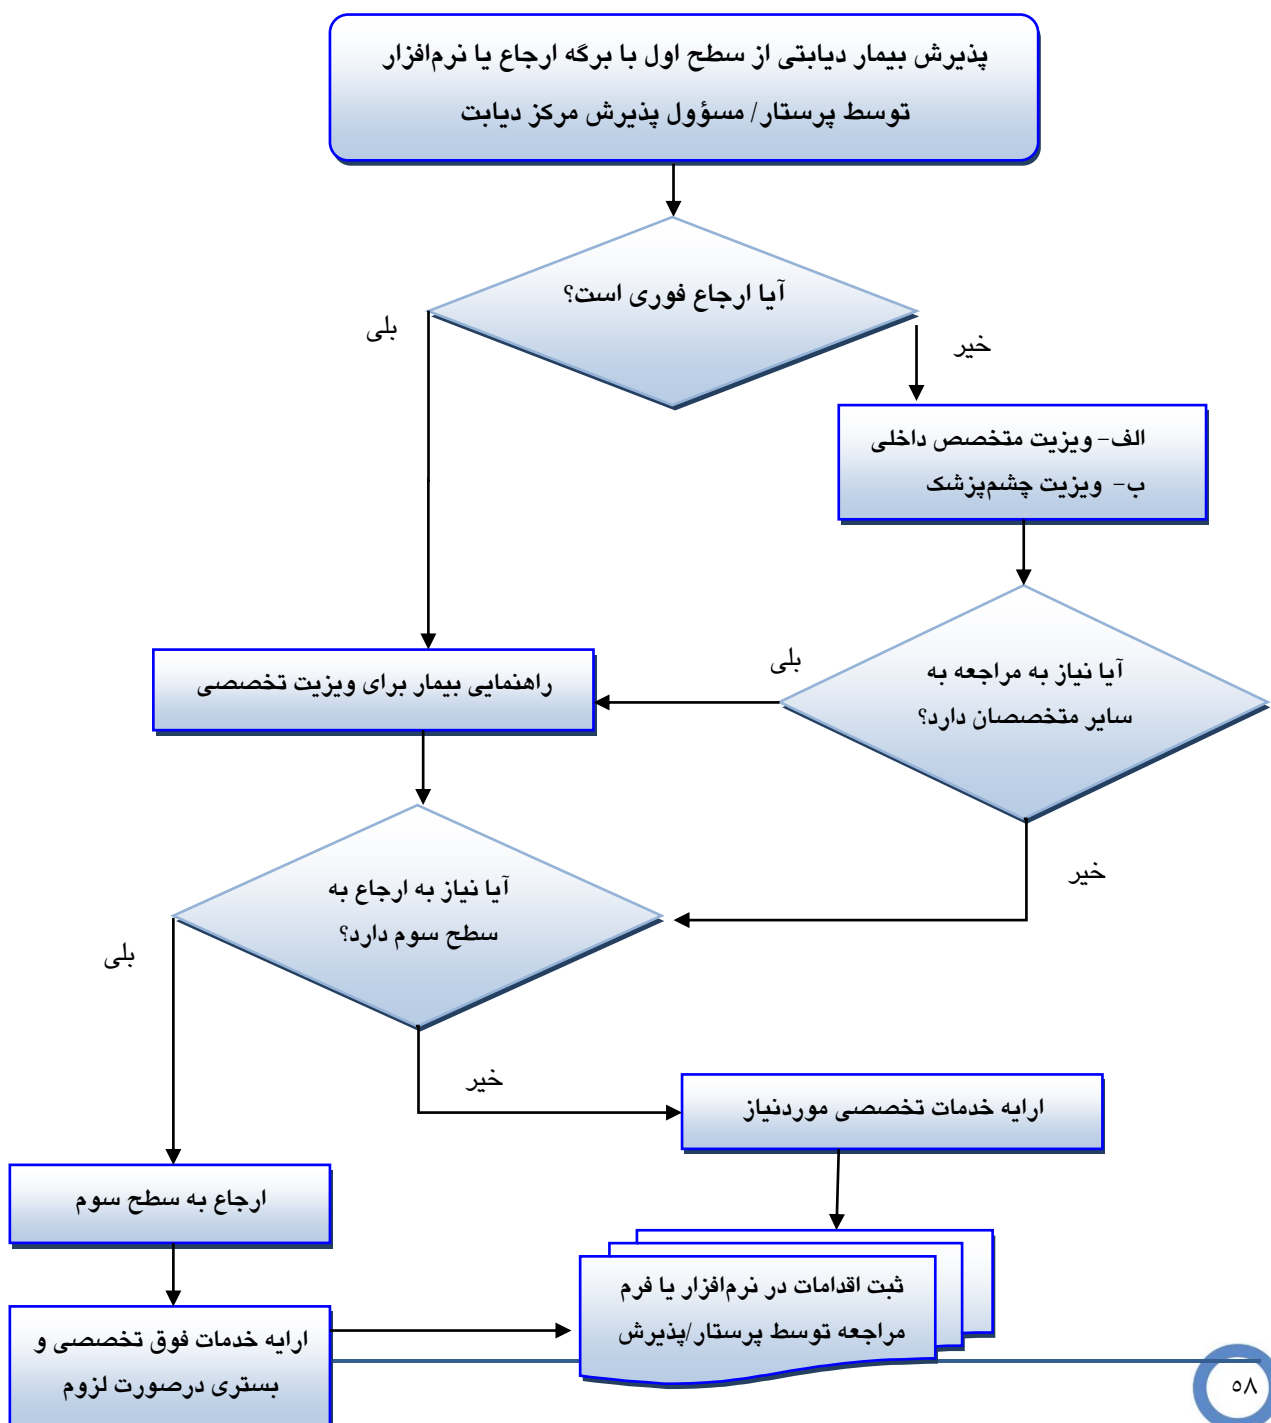 پذیرش بیمار دیابتی از سطح اول با برگه ارجاع یا نرم‌افزار
توسط پرستار/ مسؤول پذیرش مرکز دیابت
آیا ارجاع فوری است؟
بلی
خیر
الف- ویزیت متخصص داخلی
ب- ویزیت چشم‌پزشک
آیا نیاز به مراجعه به
سایر متخصصان دارد؟
بلی
راهنمایی بیمار برای ویزیت تخصصی
خیر
آیا نیاز به ارجاع به
سطح سوم دارد؟
بلی
خیر
ارایه خدمات تخصصی موردنیاز
ارجاع به سطح سوم
ثبت اقدامات در نرم‌افزار یا فرم
مراجعه توسط پرستار/پذیرش
ارایه خدمات فوق تخصصی و
بستری درصورت لزوم
۵۸